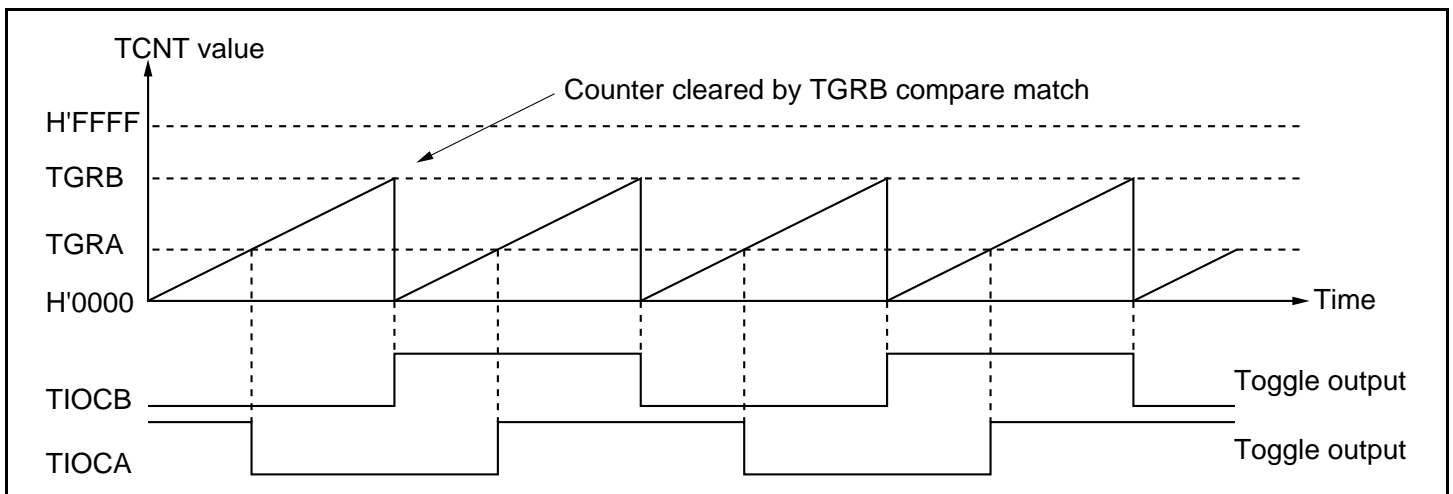 TCNT value
Counter cleared by TGRB compare match
H'FFFF
TGRB
TGRA
H'0000
Time
TIOCB
Toggle output
TIOCA
Toggle output